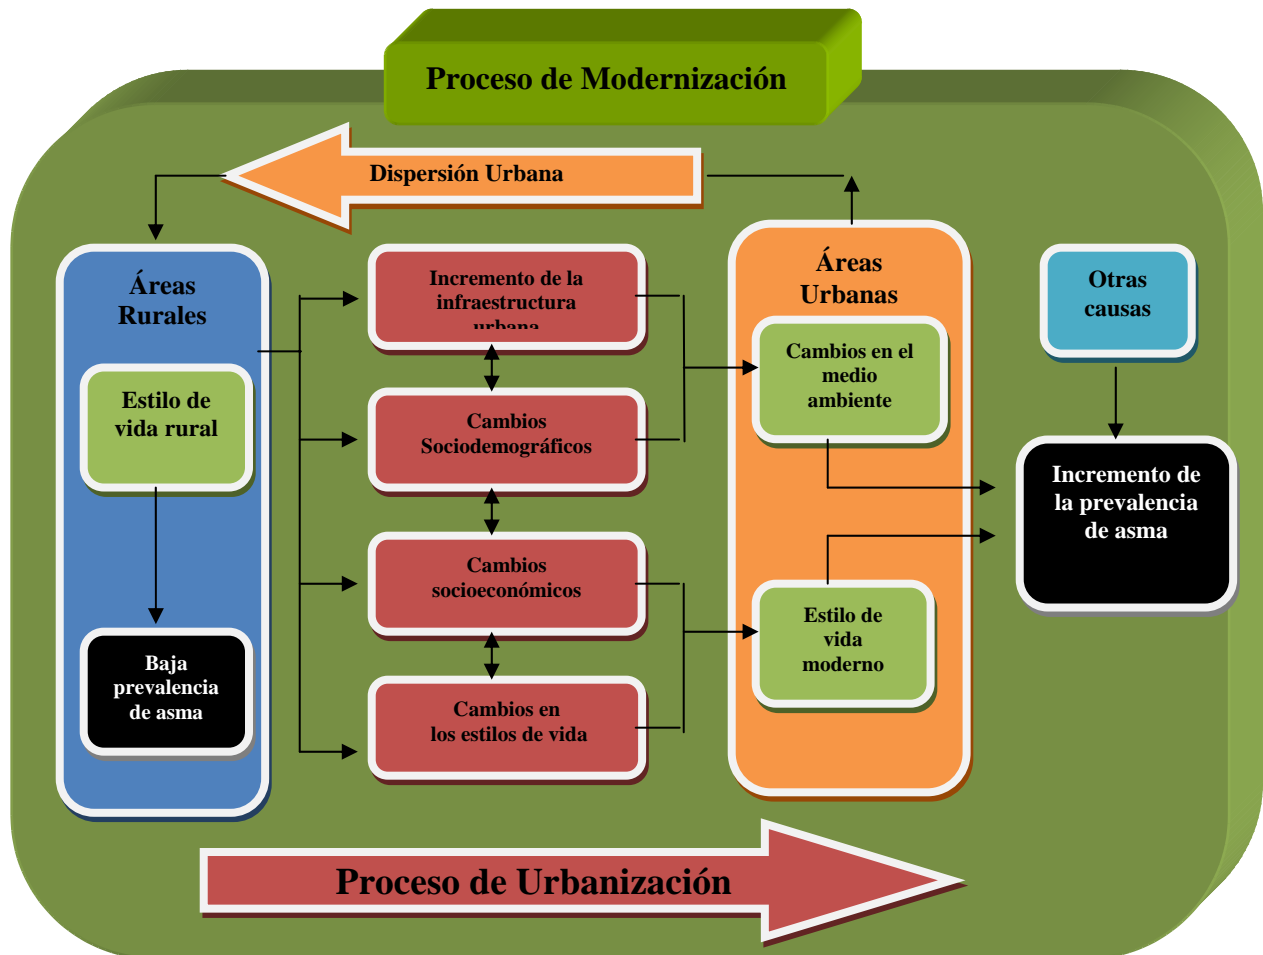 Proceso de Modernización
Dispersión Urbana
Áreas
Rurales
Estilo de
vida rural
Baja
prevalencia
de asma
Incremento de la
infraestructura
urbana
Cambios
Sociodemográficos
Cambios
socioeconómicos
Cambios en
los estilos de vida
Áreas
Urbanas
Cambios en el
medio
ambiente
Estilo de
vida
moderno
Otras
causas
Incremento de
la prevalencia
de asma
Proceso de Urbanización